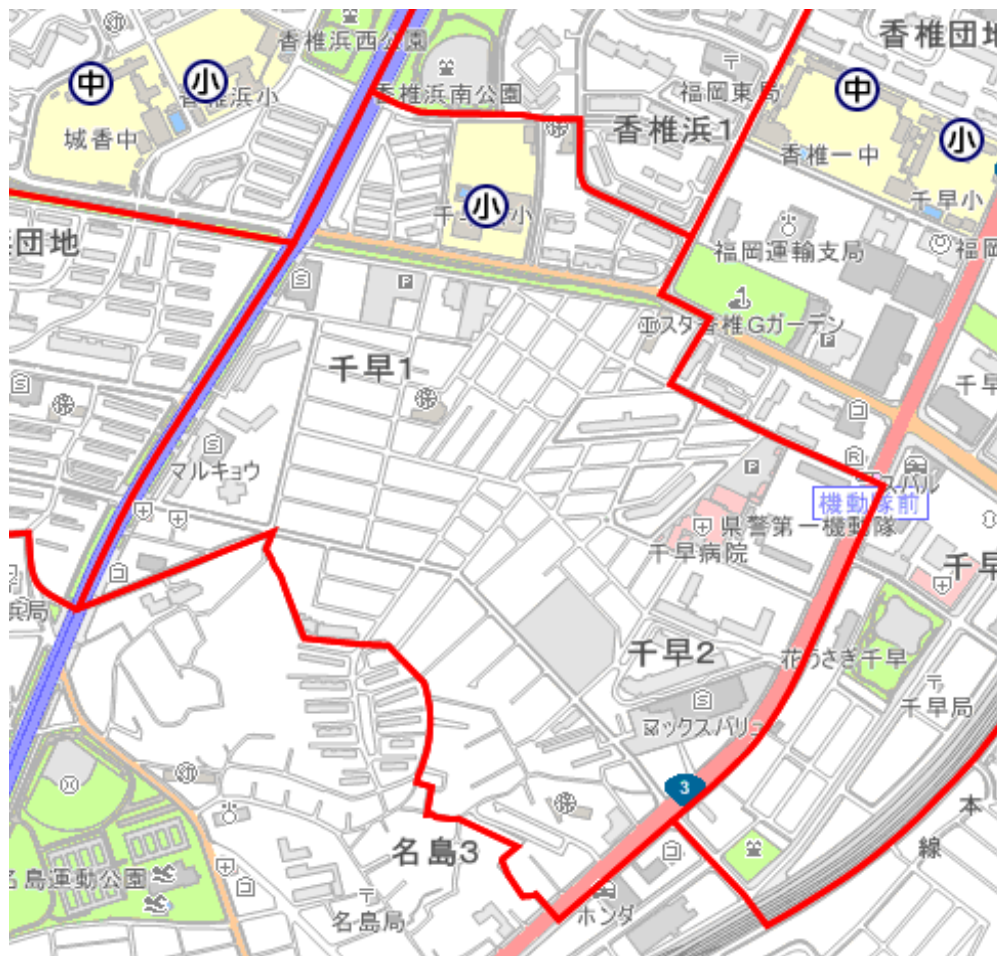 香椎浜西公園
香椎団地
中
小
香椎浜小
香椎浜南公園
福岡東局
中
城香中
香椎浜1
小
香椎一中
千早小
小
団地
福岡運輸支局
福岡
スタ香椎Gガーデン
千早1
千早
マルキョウ
機動隊前
県警第一機動隊
千早病院
千早
浜局
千早2
花うさぎ千早
千早局
マックスバリュ
3
本
名島3
線
名島運動公園
名島局
ホンダ